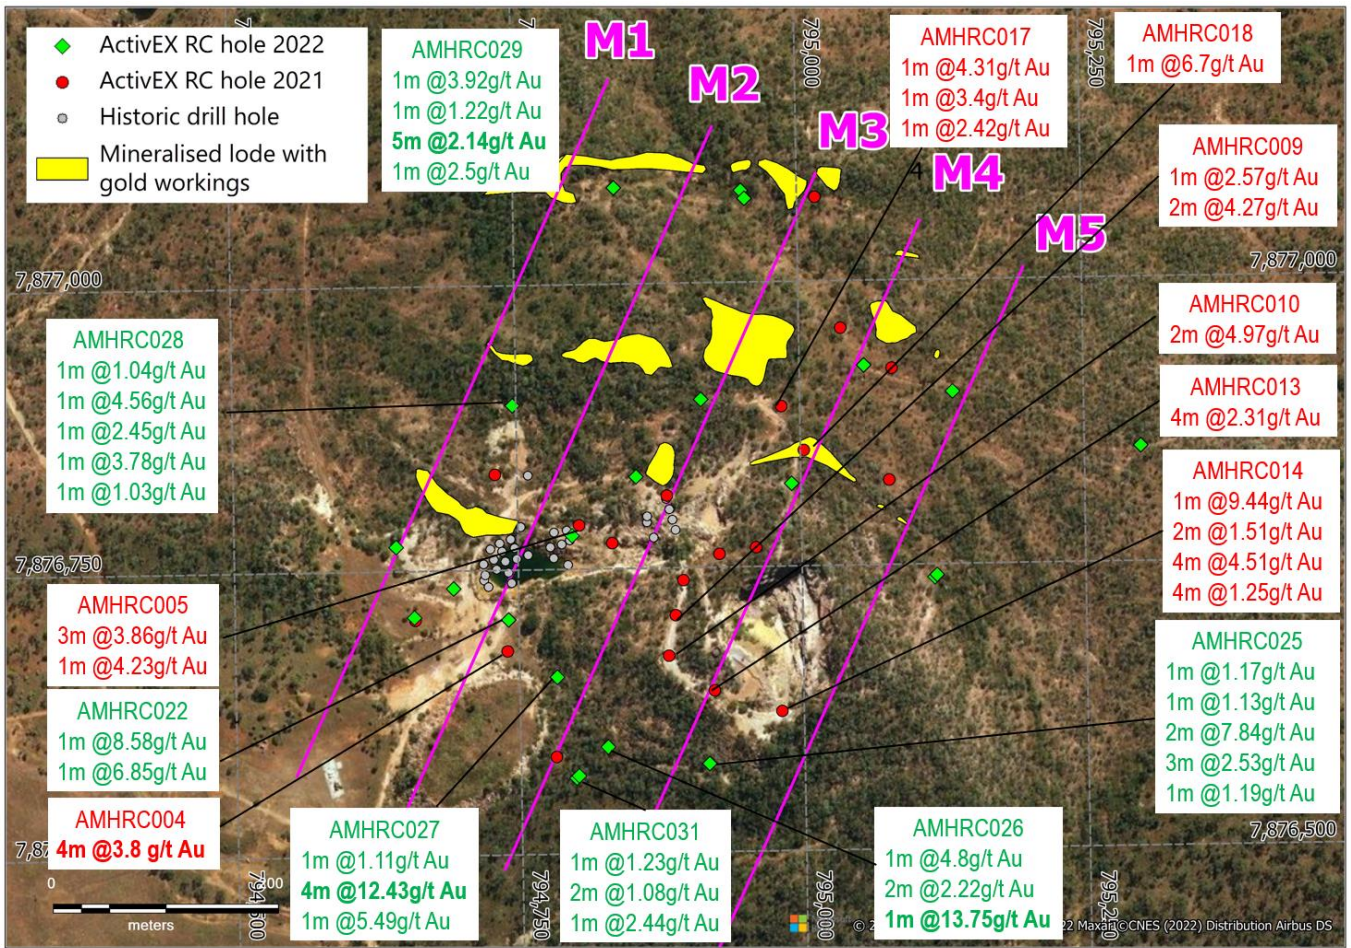 ActivEX RC hole 2022
ActivEX RC hole 2021
Historic drill hole
Mineralised lode with
gold workings
AMHRC029
1m @3.92g/t Au
1m @1.22g/t Au
5m @2.14g/t Au
1m @2.5g/t Au
M1
M2
M3
M4
M5
795,000
795,250
AMHRC017
1m @4.31g/t Au
1m @3.4g/t Au
1m @2.42g/t Au
AMHRC018
1m @6.7g/t Au
AMHRC009
1m @2.57g/t Au
2m @4.27g/t Au
7,877,000
7,877,000
AMHRC010
2m @4.97g/t Au
AMHRC028
1m @1.04g/t Au
1m @4.56g/t Au
1m @2.45g/t Au
1m @3.78g/t Au
1m @1.03g/t Au
AMHRC013
4m @2.31g/t Au
AMHRC014
1m @9.44g/t Au
2m @1.51g/t Au
4m @4.51g/t Au
4m @1.25g/t Au
7,876,750
AMHRC005
3m @3.86g/t Au
1m @4.23g/t Au
AMHRC025
1m @1.17g/t Au
1m @1.13g/t Au
2m @7.84g/t Au
3m @2.53g/t Au
1m @1.19g/t Au
AMHRC022
1m @8.58g/t Au
1m @6.85g/t Au
AMHRC004
4m @3.8 g/t Au
7,876,500
AMHRC027
1m @1.11g/t Au
4m @12.43g/t Au
1m @5.49g/t Au
AMHRC031
1m @1.23g/t Au
2m @1.08g/t Au
1m @2.44g/t Au
AMHRC026
1m @4.8g/t Au
2m @2.22g/t Au
1m @13.75g/t Au
0
meters
794,500
794,750
795,000
795,250
Maxar ©CNES (2022) Distribution Airbus DS